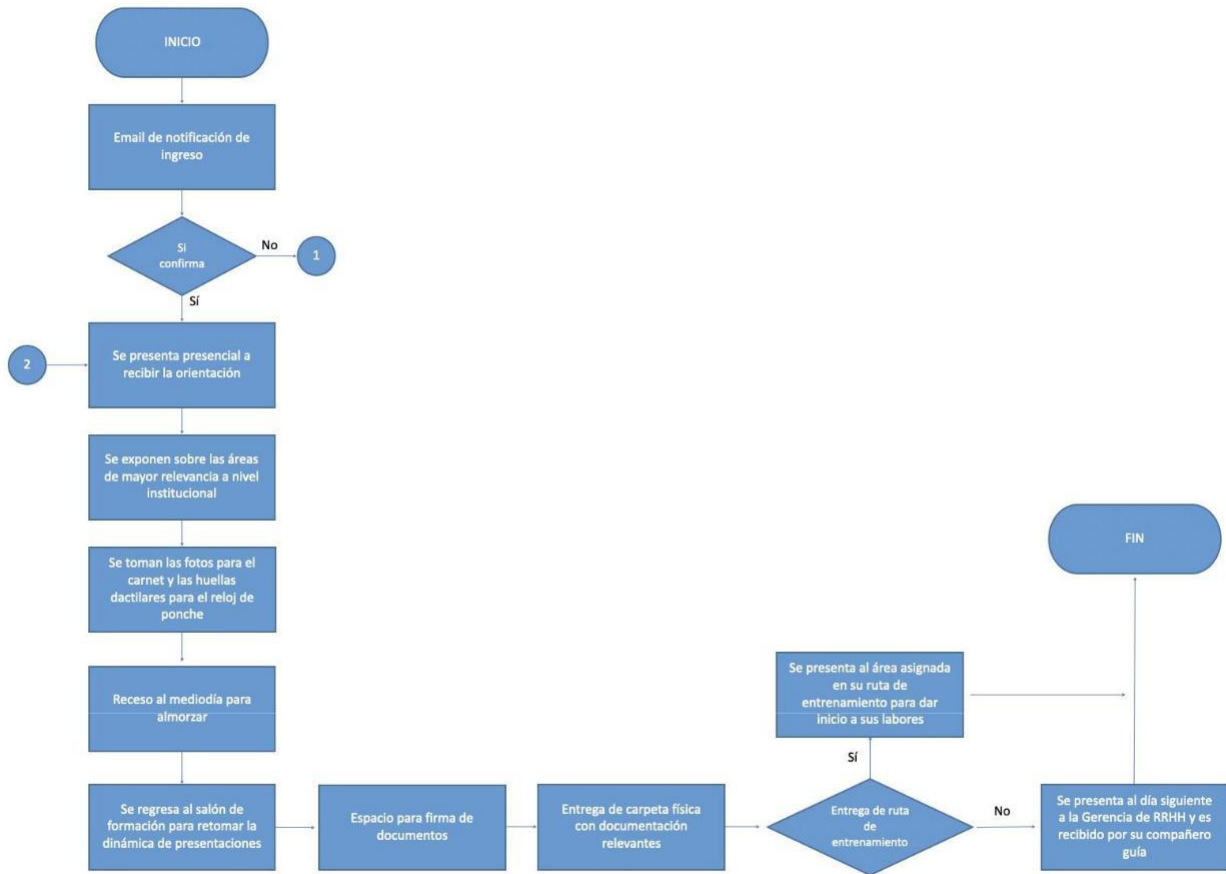 INICIO
Email de notificación de
ingreso
Si
confirma
No
1
Sí
2
Se presenta presencial a
recibir la orientación
Se exponen sobre las áreas
de mayor relevancia a nivel
institucional
Se toman las fotos para el
carnet y las huellas
dactilares para el reloj de
ponche
Receso al mediodía para
almorzar
Se regresa al salón de
formación para retomar la
dinámica de presentaciones
Espacio para firma de
documentos
Entrega de carpeta física
con documentación
relevantes
Entrega de ruta
de
entrenamiento
Sí
Se presenta al área asignada
en su ruta de
entrenamiento para dar
inicio a sus labores
No
Se presenta al día siguiente
a la Gerencia de RRHH y es
recibido por su compañero
guía
FIN